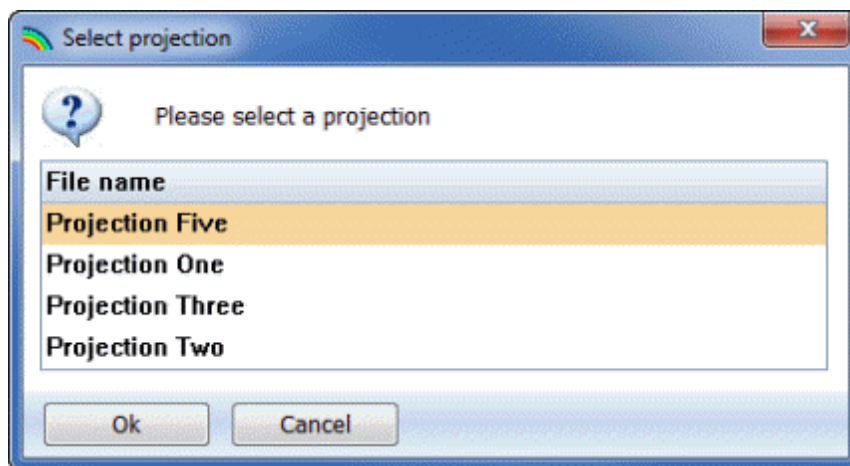 Select projection
Please select a projection
File name
Projection Five
Projection One
Projection Three
Projection Two
Ok Cancel